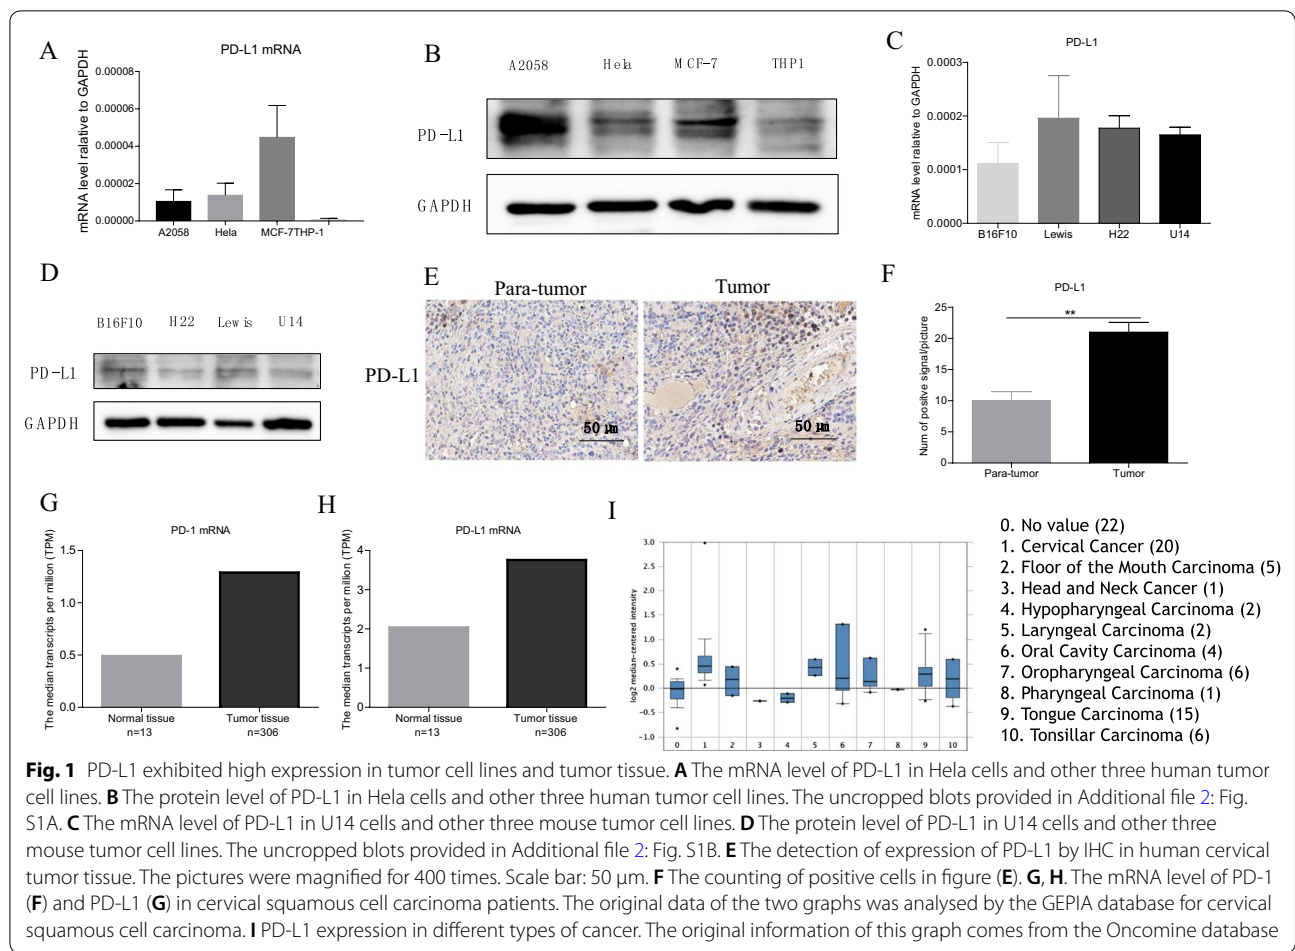 A
PD-L1 mRNA
mRNA level ralative to GAPDH
0.00008
0.00006
0.00004
0.00002
0.00000
A2058 Hela MCF-7THP-1
B
A2058 Hela MCF-7 THP1
PD-L1
GAPDH
C
PD-L1
mRNA level ralative to GAPDH
0.0003
0.0002
0.0001
0.0000
B16F10 Lewis H22 U14
D
B16F10 H22 Lewis U14
PD-L1
GAPDH
E
Para-tumor Tumor
PD-L1
50 μm 50 μm
F
PD-L1
Num of positve signal/picture
25
20
15
10
5
0
**
Para-tumor Tumor
G
PD-1 mRNA
The median transcripts per million (TPM)
1.5
1.0
0.5
0.0
Normal tissue Tumor tissue
n=13 n=306
H
PD-L1 mRNA
The median transcripts per million (TPM)
4
3
2
1
0
Normal tissue Tumor tissue
n=13 n=306
I
log2 median-centered intensity
3.0
2.5
2.0
1.5
1.0
0.5
0.0
-0.5
-1.0
0 1 2 3 4 5 6 7 8 9 10
0. No value (22)
1. Cervical Cancer (20)
2. Floor of the Mouth Carcinoma (5)
3. Head and Neck Cancer (1)
4. Hypopharyngeal Carcinoma (2)
5. Laryngeal Carcinoma (2)
6. Oral Cavity Carcinoma (4)
7. Oropharyngeal Carcinoma (6)
8. Pharyngeal Carcinoma (1)
9. Tongue Carcinoma (15)
10. Tonsillar Carcinoma (6)
Fig. 1 PD-L1 exhibited high expression in tumor cell lines and tumor tissue. A The mRNA level of PD-L1 in Hela cells and other three human tumor
cell lines. B The protein level of PD-L1 in Hela cells and other three human tumor cell lines. The uncropped blots provided in Additional file 2: Fig.
S1A. C The mRNA level of PD-L1 in U14 cells and other three mouse tumor cell lines. D The protein level of PD-L1 in U14 cells and other three
mouse tumor cell lines. The uncropped blots provided in Additional file 2: Fig. S1B. E The detection of expression of PD-L1 by IHC in human cervical
tumor tissue. The pictures were magnified for 400 times. Scale bar: 50 μm. F The counting of positive cells in figure (E). G, H. The mRNA level of PD-1
(F) and PD-L1 (G) in cervical squamous cell carcinoma patients. The original data of the two graphs was analysed by the GEPIA database for cervical
squamous cell carcinoma. I PD-L1 expression in different types of cancer. The original information of this graph comes from the Oncomine database